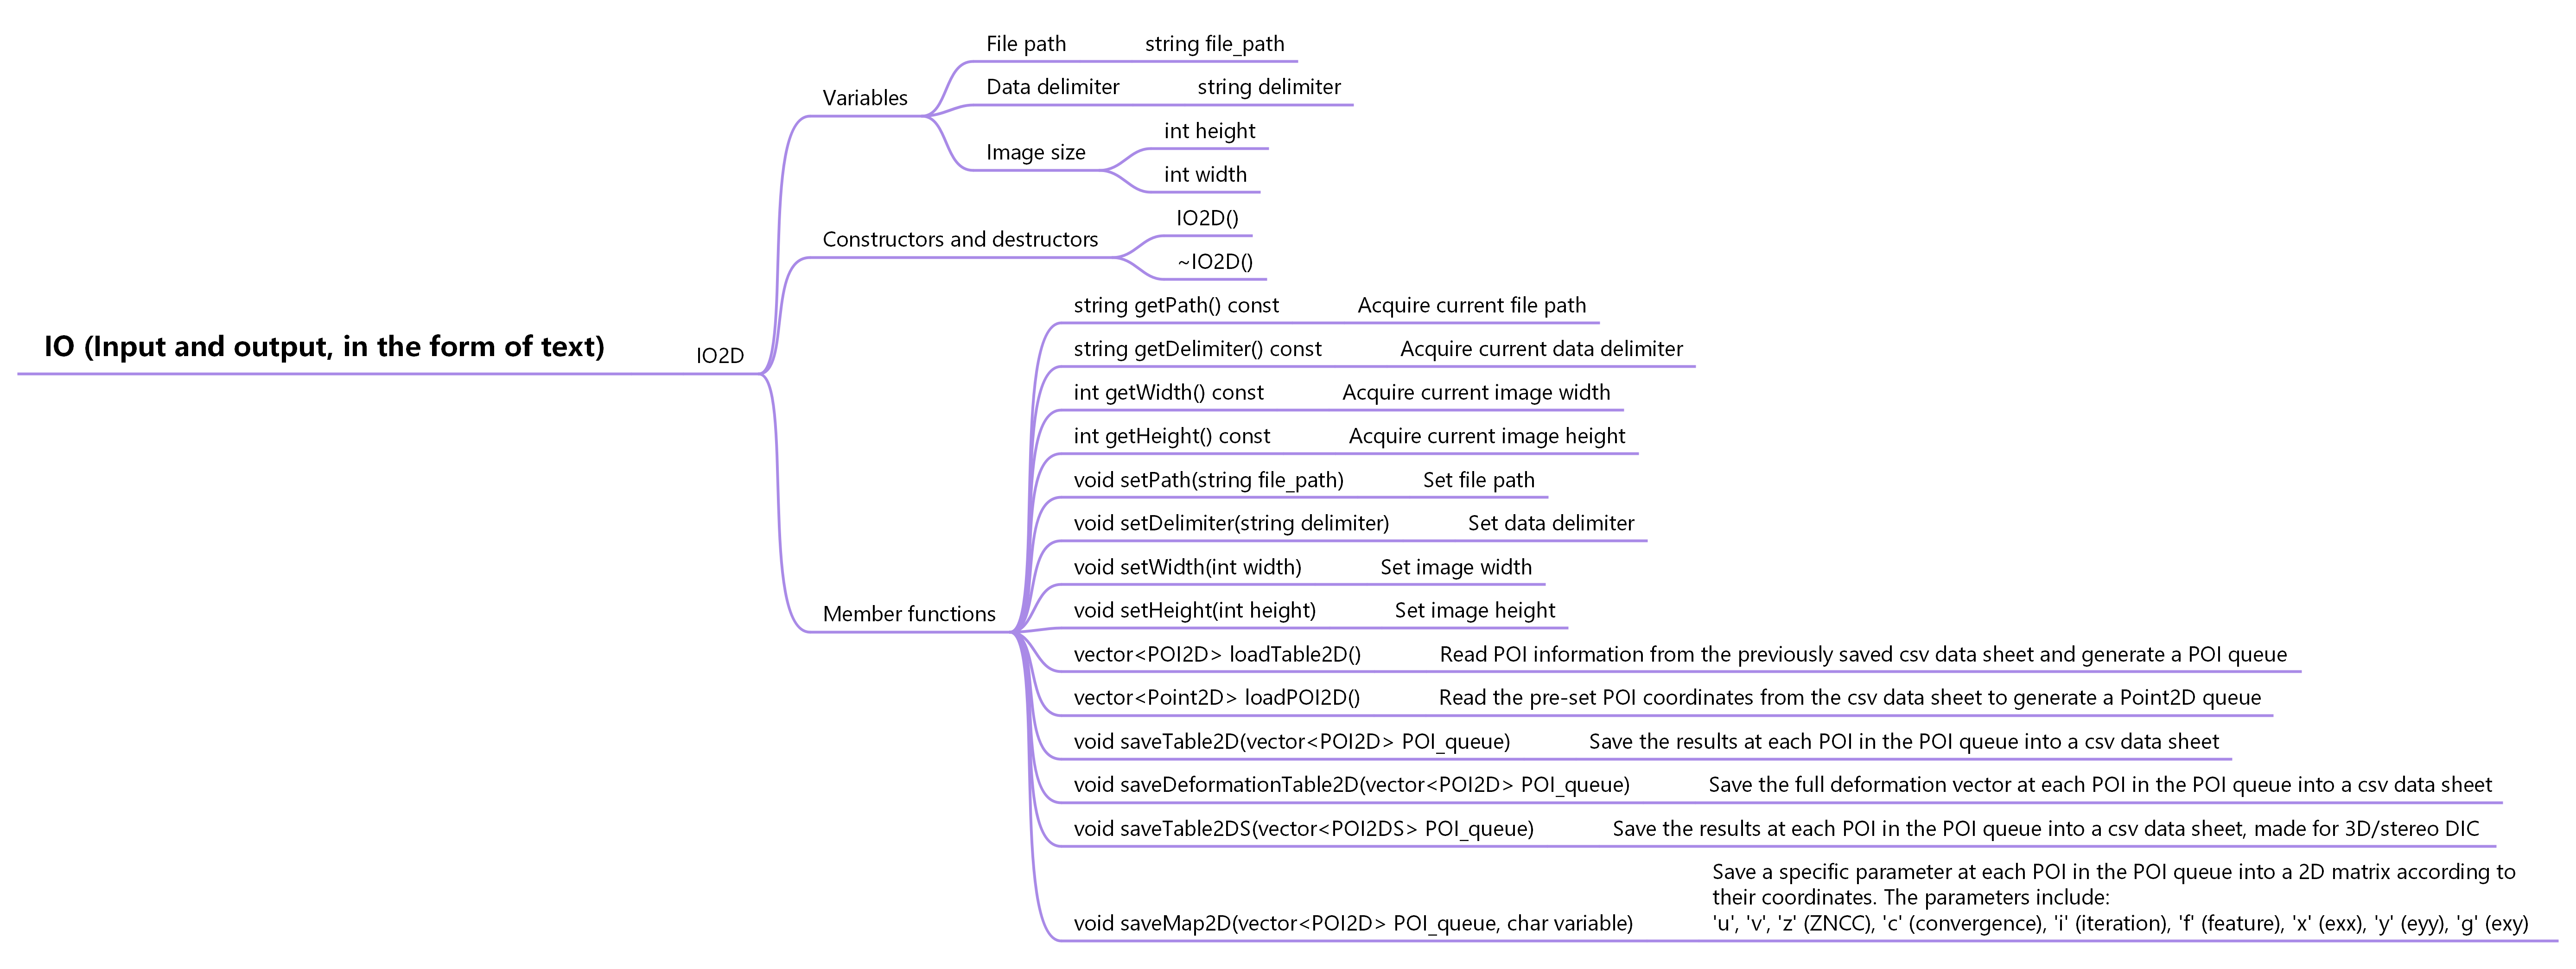 IO (Input and output, in the form of text)
IO2D
Variables
File path
string file_path
Data delimiter
string delimiter
Image size
int height
int width
Constructors and destructors
IO2D()
~IO2D()
Member functions
string getPath() const
Acquire current file path
string getDelimiter() const
Acquire current data delimiter
int getWidth() const
Acquire current image width
int getHeight() const
Acquire current image height
void setPath(string file_path)
Set file path
void setDelimiter(string delimiter)
Set data delimiter
void setWidth(int width)
Set image width
void setHeight(int height)
Set image height
vector<POI2D> loadTable2D()
Read POI information from the previously saved csv data sheet and generate a POI queue
vector<Point2D> loadPOI2D()
Read the pre-set POI coordinates from the csv data sheet to generate a Point2D queue
void saveTable2D(vector<POI2D> POI_queue)
Save the results at each POI in the POI queue into a csv data sheet
void saveDeformationTable2D(vector<POI2D> POI_queue)
Save the full deformation vector at each POI in the POI queue into a csv data sheet
void saveTable2DS(vector<POI2DS> POI_queue)
Save the results at each POI in the POI queue into a csv data sheet, made for 3D/stereo DIC
void saveMap2D(vector<POI2D> POI_queue, char variable)
Save a specific parameter at each POI in the POI queue into a 2D matrix according to
their coordinates. The parameters include:
'u', 'v', 'z' (ZNCC), 'c' (convergence), 'i' (iteration), 'f' (feature), 'x' (exx), 'y' (eyy), 'g' (exy)